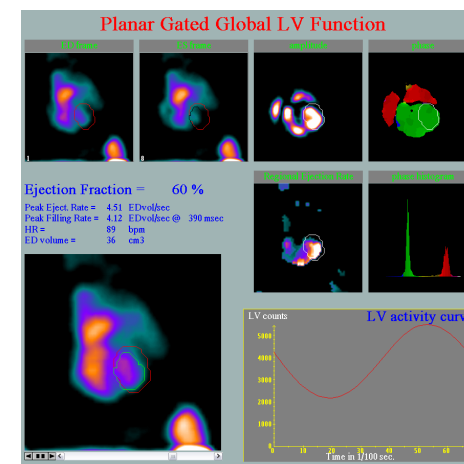 Planar Gated Global LV Function
ED frame
ES frame
amplitude
phase
1
8
Ejection Fraction = 60 %
Peak Eject. Rate = 4.51 EDvol/sec
Peak Filling Rate = 4.12 EDvol/sec @ 390 msec
HR = 89 bpm
ED volume = 36 cm3
Regional Ejection Rate
phase histogram
LV counts
LV activity curv
5000
4000
3000
2000
1000
0
0 10 20 30 40 50 60
Time in 1/100 sec.